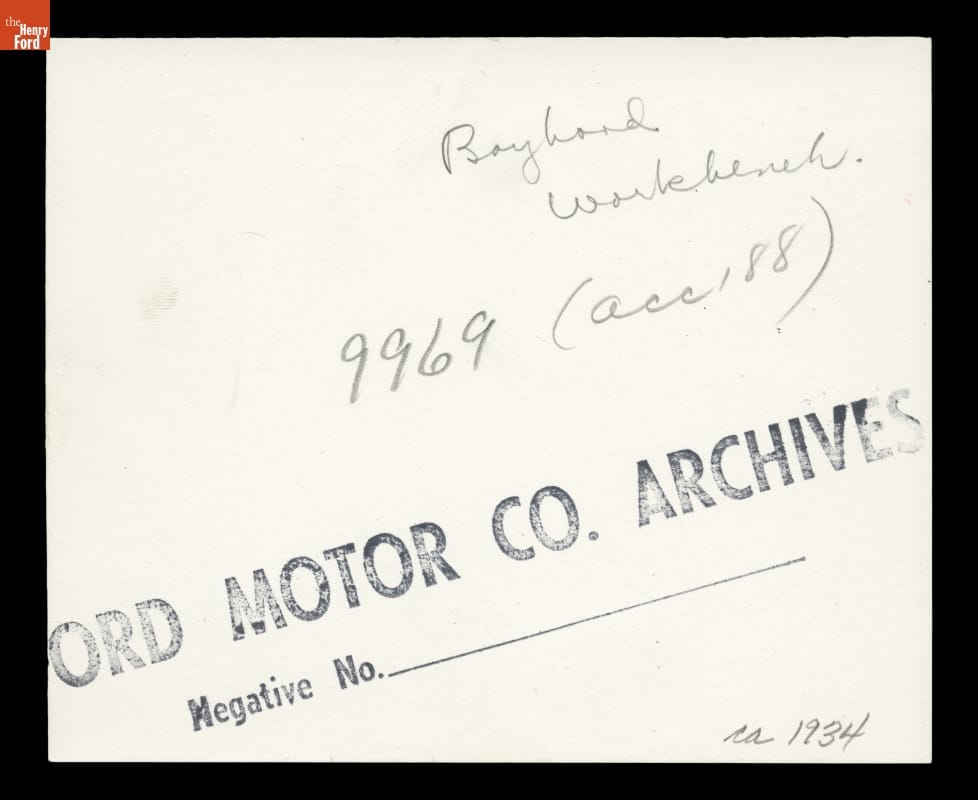 the
Henry
Ford
Boyhood
Workbench.
9969 (acc 188)
ORD MOTOR CO. ARCHIVES
Negative No.
ca 1934